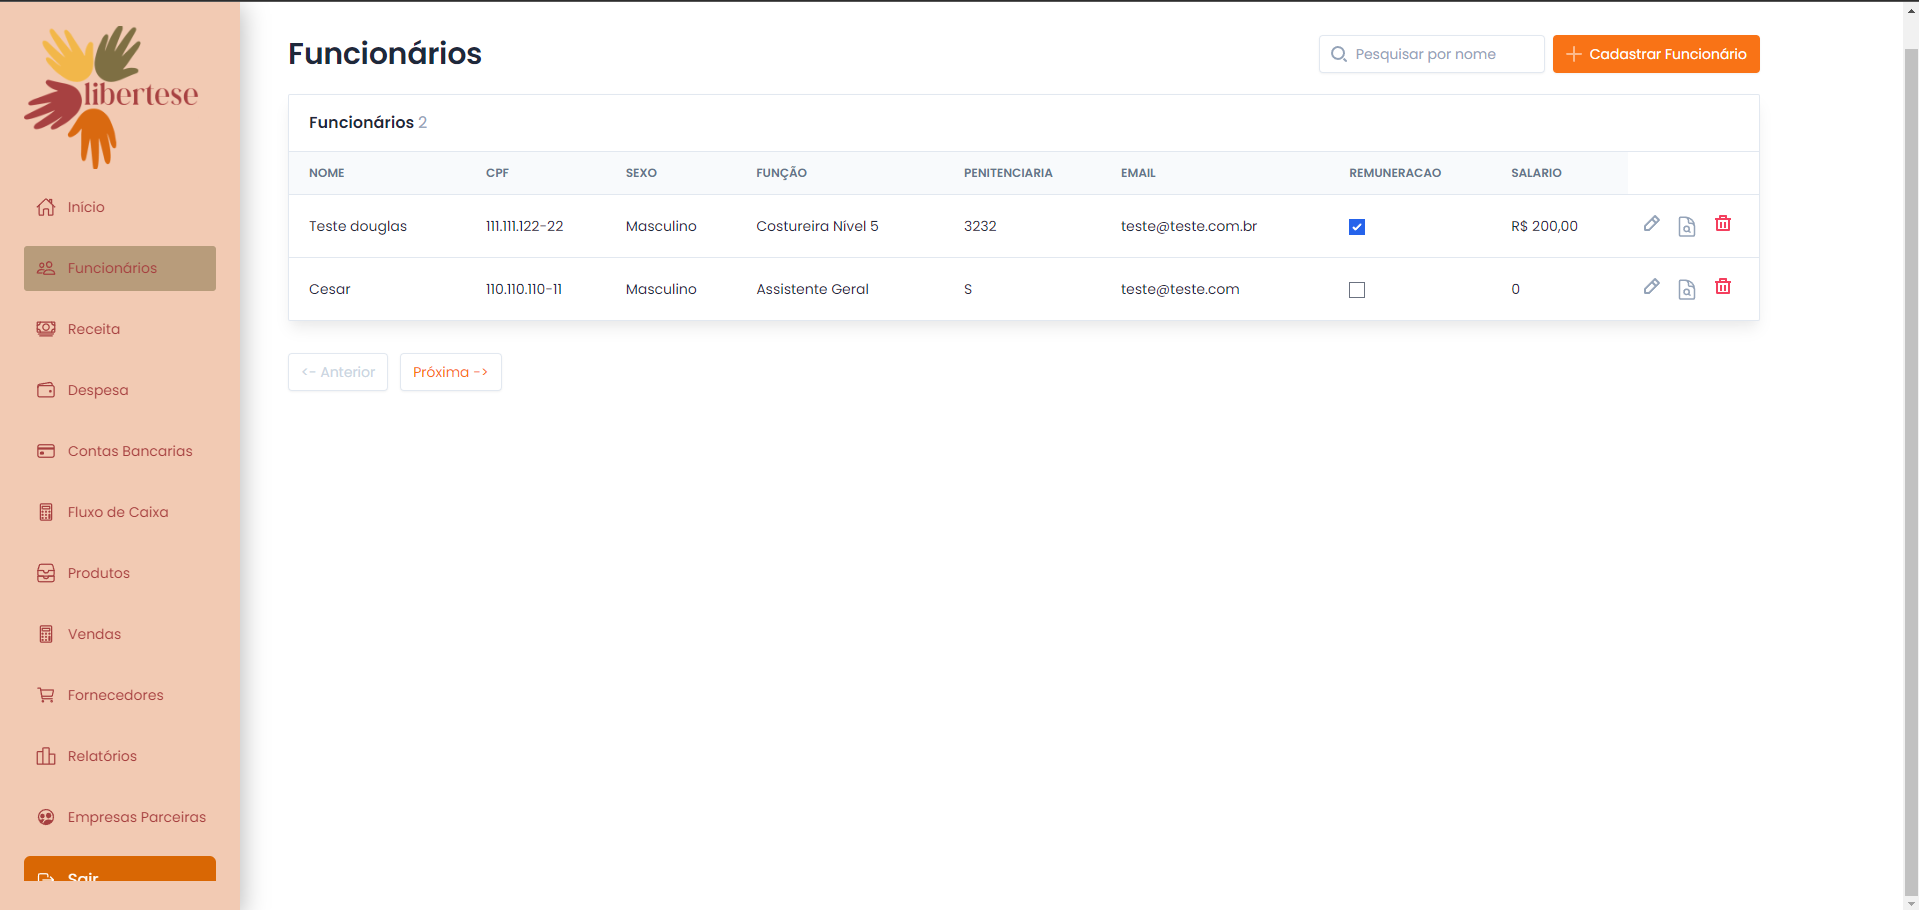 libertese
Início
Funcionários
Receita
Despesa
Contas Bancarias
Fluxo de Caixa
Produtos
Vendas
Fornecedores
Relatórios
Empresas Parceiras
Sair
Funcionários
Pesquisar por nome
Cadastrar Funcionário
Funcionários 2
NOME CPF SEXO FUNÇÃO PENITENCIARIA EMAIL REMUNERACAO SALARIO
Teste douglas 111.111.122-22 Masculino Costureira Nível 5 3232 teste@teste.com.br R$ 200,00
Cesar 110.110.110-11 Masculino Assistente Geral S teste@teste.com 0
<- Anterior Próxima ->